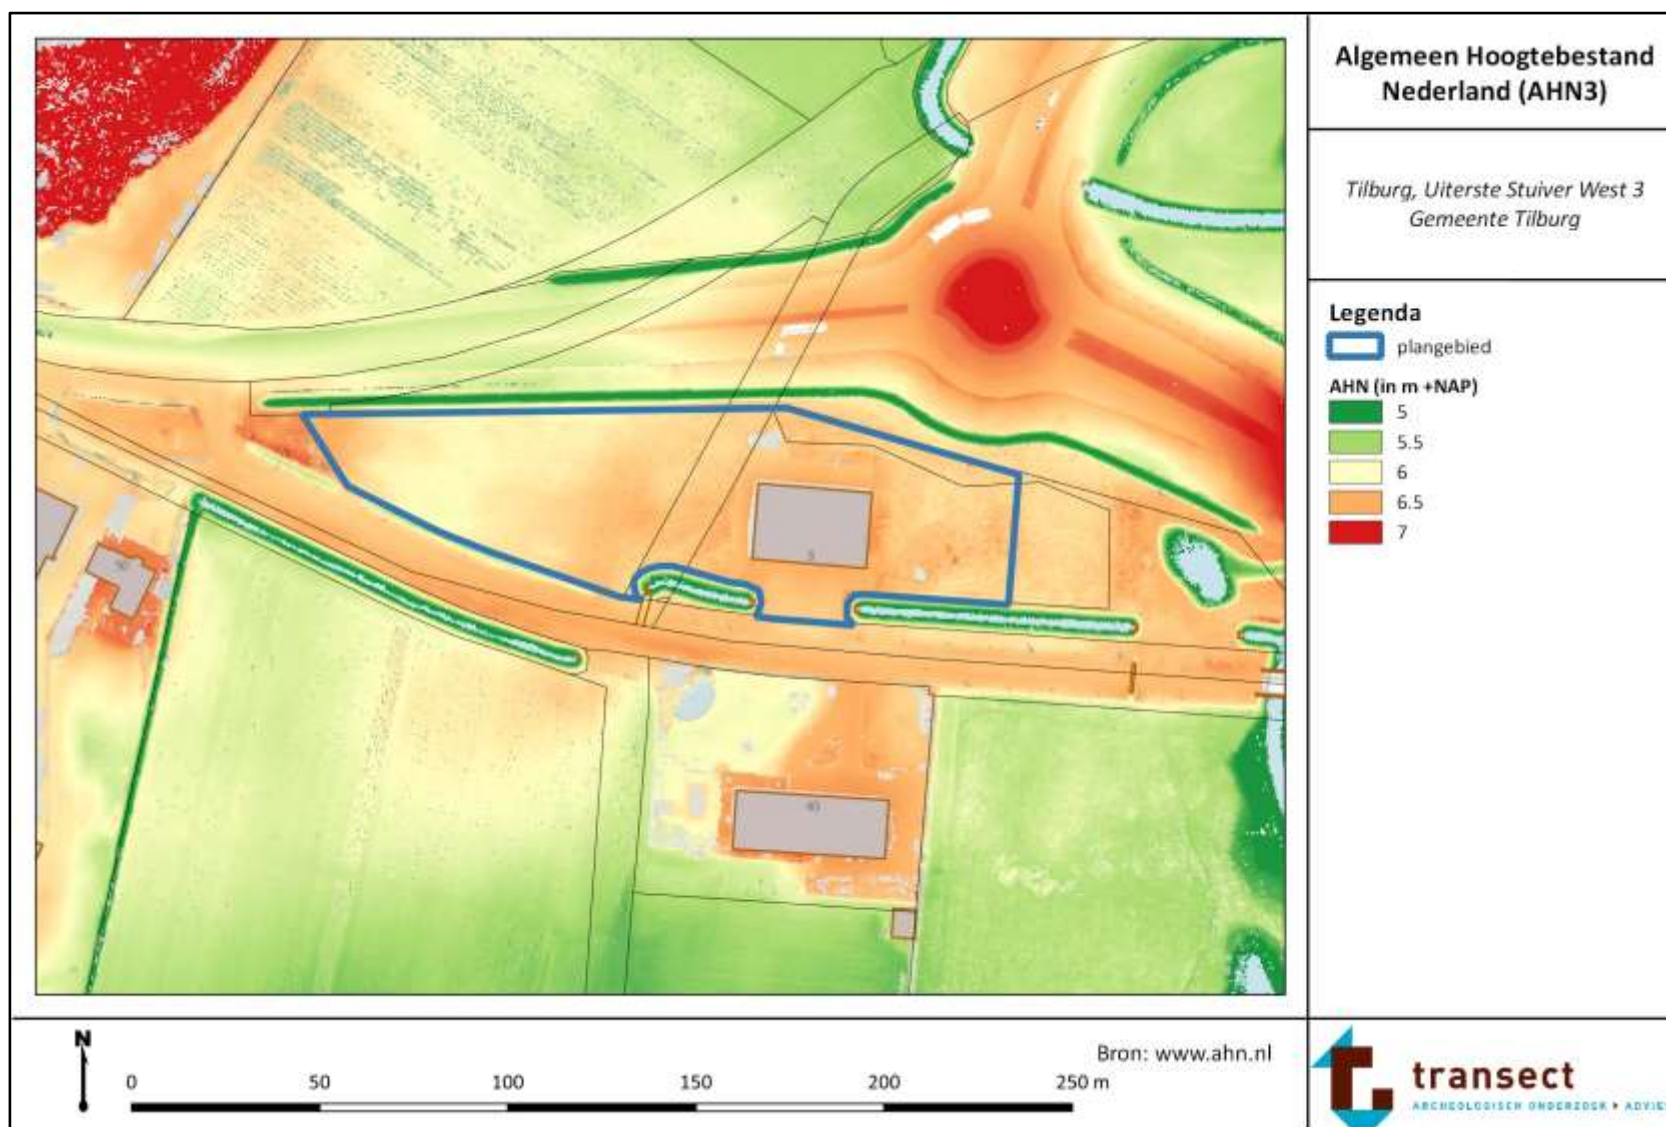 Algemeen Hoogtebestand
Nederland (AHN3)
Tilburg, Uiterste Stuiver West 3
Gemeente Tilburg
Legenda
plangebied
AHN (in m +NAP)
5
5.5
6
6.5
7
N
0 50 100 150 200 250 m
Bron: www.ahn.nl
transect
ARCHEOLOGISCH ONDERZOEK ▸ ADVIES